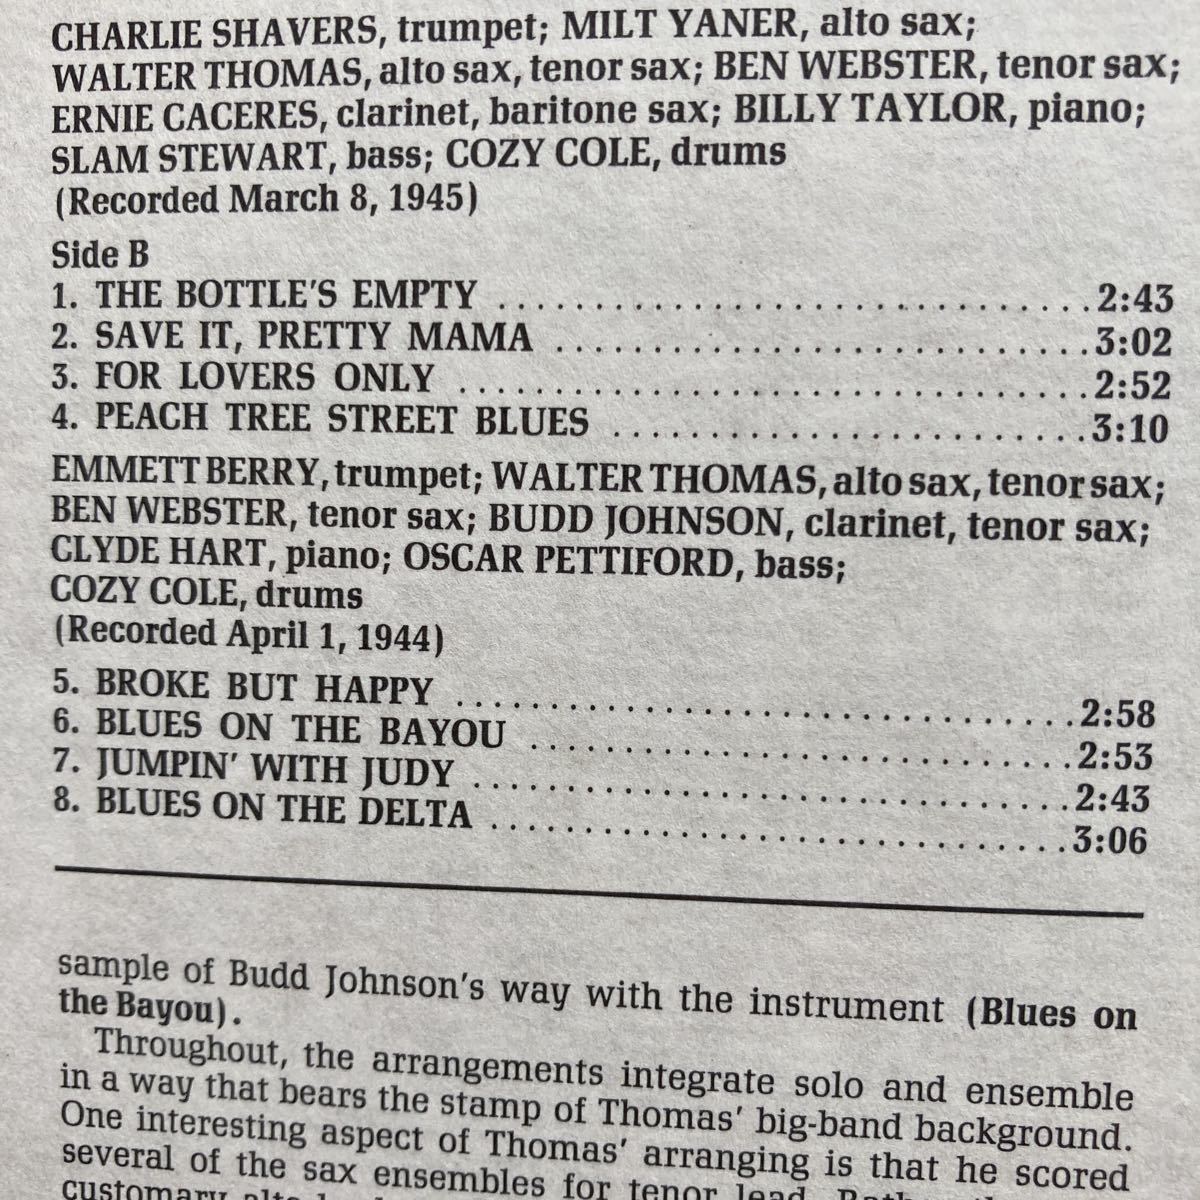 CHARLIE SHAVERS, trumpet; MILT YANER, alto sax;
WALTER THOMAS, alto sax, tenor sax; BEN WEBSTER, tenor sax;
ERNIE CACERES, clarinet, baritone sax; BILLY TAYLOR, piano;
SLAM STEWART, bass; COZY COLE, drums
(Recorded March 8, 1945)
Side B
1. THE BOTTLE'S EMPTY ................................ 2:43
2. SAVE IT, PRETTY MAMA ............................ 3:02
3. FOR LOVERS ONLY ................................. 2:52
4. PEACH TREE STREET BLUES ......................... 3:10
EMMETT BERRY, trumpet; WALTER THOMAS, alto sax, tenor sax;
BEN WEBSTER, tenor sax; BUDD JOHNSON, clarinet, tenor sax;
CLYDE HART, piano; OSCAR PETTIFORD, bass;
COZY COLE, drums
(Recorded April 1, 1944)
5. BROKE BUT HAPPY ................................. 2:58
6. BLUES ON THE BAYOU ............................. 2:53
7. JUMPIN' WITH JUDY ................................ 2:43
8. BLUES ON THE DELTA .............................. 3:06
sample of Budd Johnson's way with the instrument (Blues on
the Bayou).
Throughout, the arrangements integrate solo and ensemble
in a way that bears the stamp of Thomas' big-band background.
One interesting aspect of Thomas' arranging is that he scored
several of the sax ensembles for tenor lead.
customary